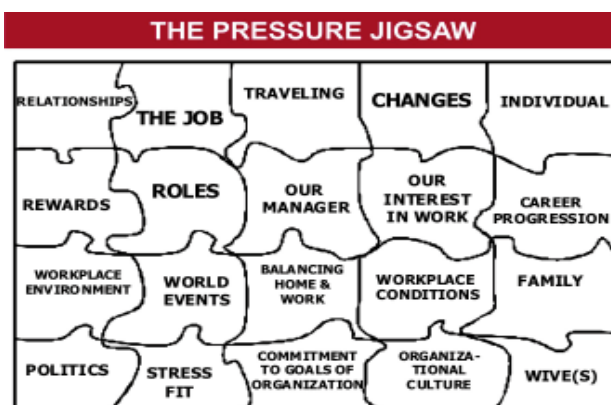 THE PRESSURE JIGSAW
RELATIONSHIPS
THE JOB
TRAVELING
CHANGES
INDIVIDUAL
REWARDS
ROLES
OUR
MANAGER
OUR
INTEREST
IN WORK
CAREER
PROGRESSION
WORKPLACE
ENVIRONMENT
WORLD
EVENTS
BALANCING
HOME &
WORK
WORKPLACE
CONDITIONS
FAMILY
POLITICS
STRESS
FIT
COMMITMENT
TO GOALS OF
ORGANIZATION
ORGANIZA-
TIONAL
CULTURE
WIVE(S)